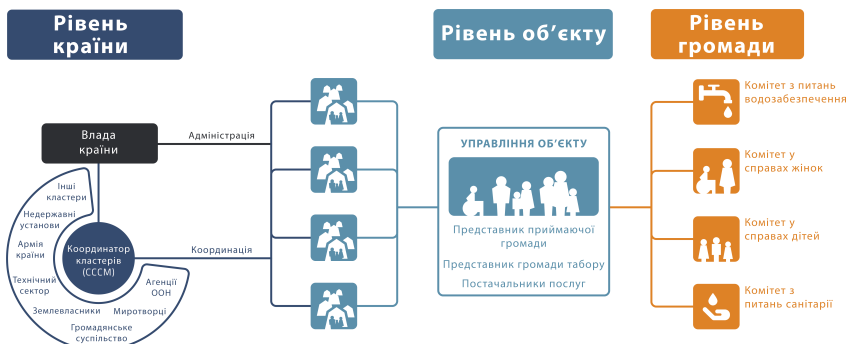 Рівень
країни
Рівень об’єкту
Рівень
громади
Влада
країни
Адміністрація
Інші
кластери
Недержавні
установи
Армія
країни
Технічний
сектор
Землевласники
Громадянське
суспільство
Миротворці
Агенції
ООН
Координатор
кластерів
(СССМ)
Координація
УПРАВЛІННЯ ОБ’ЄКТУ
Представник приймаючої
громади
Представник громади табору
Постачальники послуг
Комітет з питань
водозабезпечення
Комітет у
справах жінок
Комітет у
справах дітей
Комітет з
питань санітарії